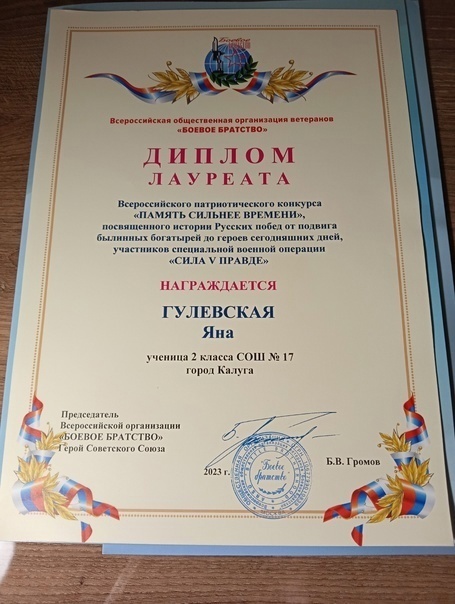 Всероссийская общественная организация ветеранов
«БОЕВОЕ БРАТСТВО»
ДИПЛОМ
ЛАУРЕАТА
Всероссийского патриотического конкурса
«ПАМЯТЬ СИЛЬНЕЕ ВРЕМЕНИ»,
посвященного истории Русских побед от подвига
былинных богатырей до героев сегодняшних дней,
участников специальной военной операции
«СИЛА V ПРАВДЕ»
НАГРАЖДАЕТСЯ
ГУЛЕВСКАЯ
Яна
ученица 2 класса СОШ № 17
город Калуга
Председатель
Всероссийской организации
«БОЕВОЕ БРАТСТВО»
Герой Советского Союза
2023 г.
"Боевое
братство"
Б.В. Громов